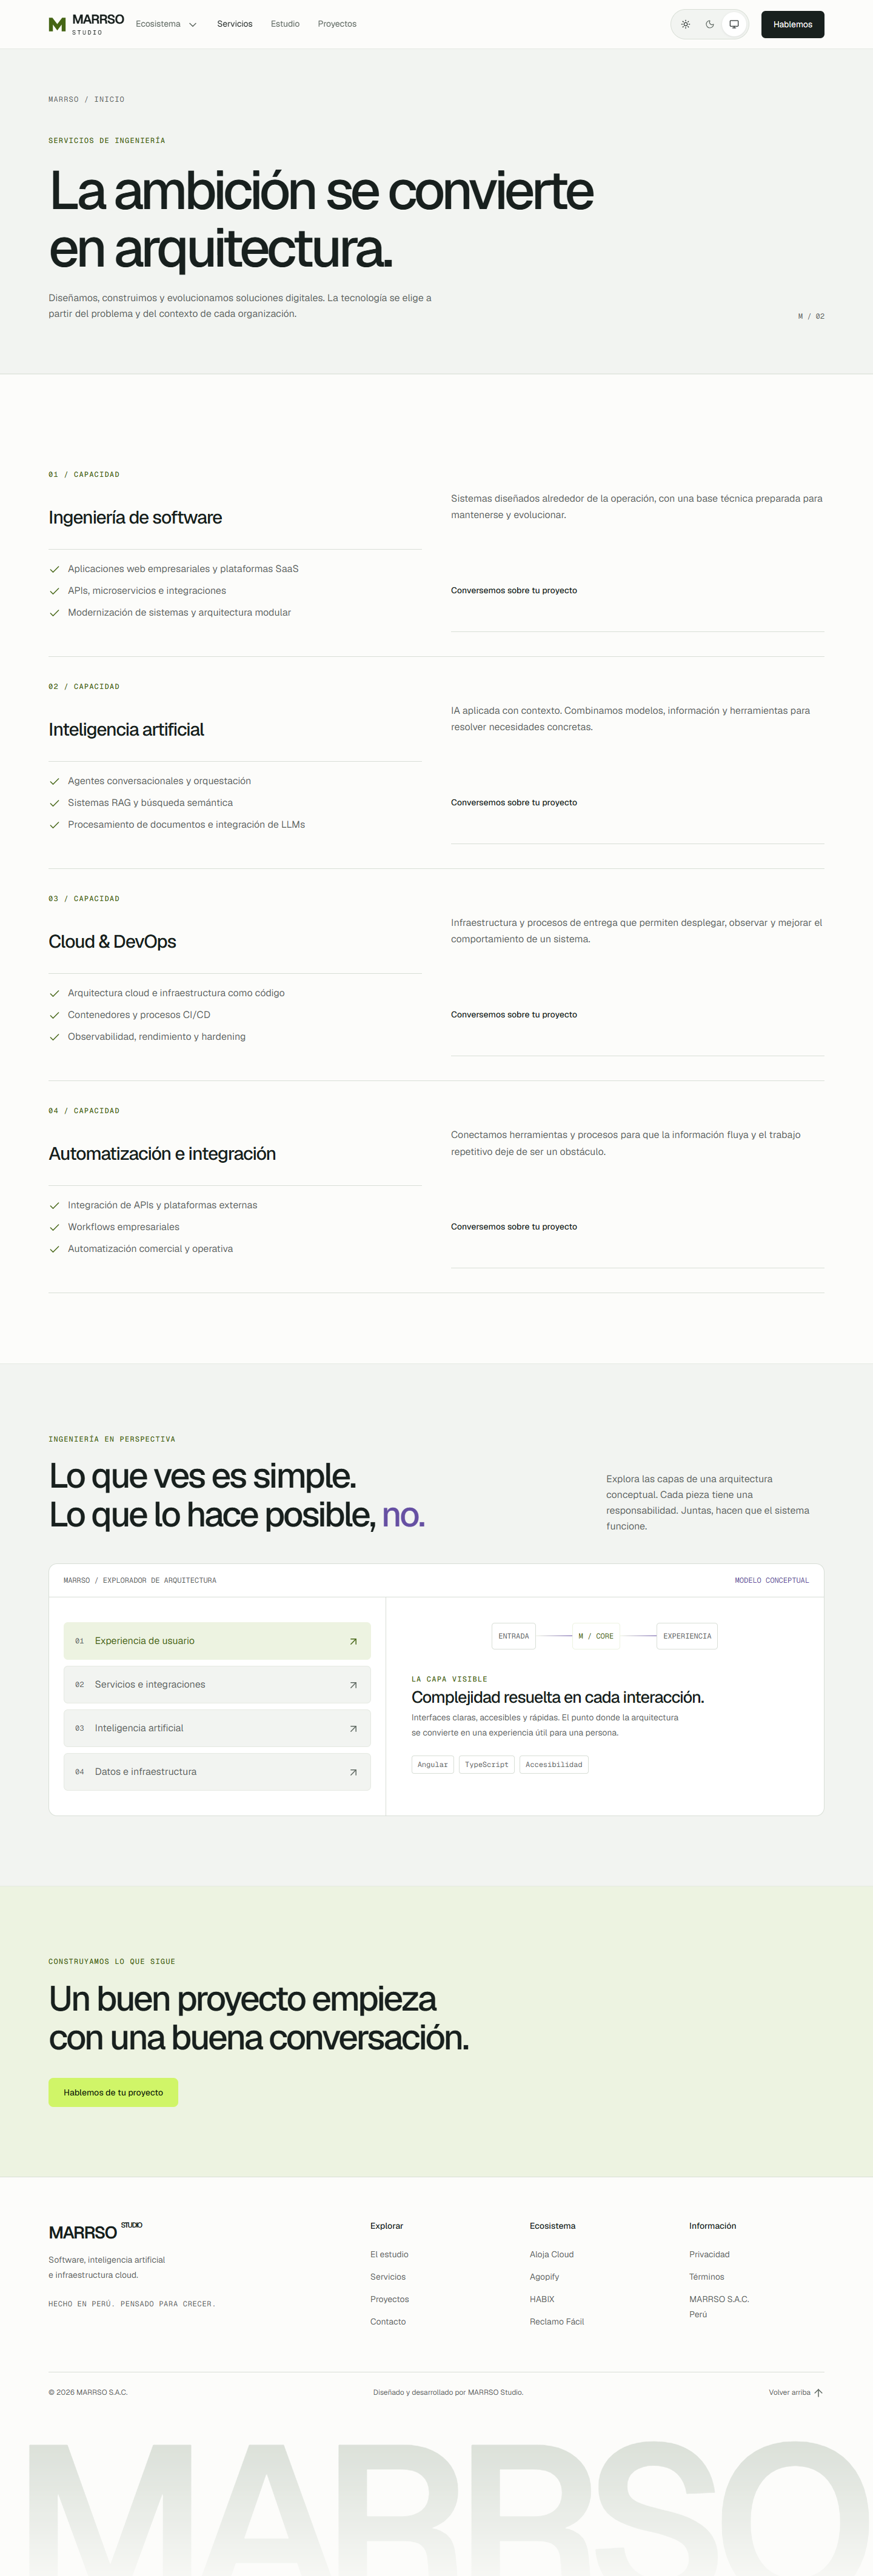 MARRSO
STUDIO
Ecosistema
Servicios
Estudio
Proyectos
Hablemos
MARRSO / INICIO
SERVICIOS DE INGENIERÍA
La ambición se convierte
en arquitectura.
Diseñamos, construimos y evolucionamos soluciones digitales. La tecnología se elige a
partir del problema y del contexto de cada organización.
M / 02
01 / CAPACIDAD
Ingeniería de software
Sistemas diseñados alrededor de la operación, con una base técnica preparada para
mantenerse y evolucionar.
Aplicaciones web empresariales y plataformas SaaS
APIs, microservicios e integraciones
Modernización de sistemas y arquitectura modular
Conversemos sobre tu proyecto
02 / CAPACIDAD
Inteligencia artificial
IA aplicada con contexto. Combinamos modelos, información y herramientas para
resolver necesidades concretas.
Agentes conversacionales y orquestación
Sistemas RAG y búsqueda semántica
Procesamiento de documentos e integración de LLMs
Conversemos sobre tu proyecto
03 / CAPACIDAD
Cloud & DevOps
Infraestructura y procesos de entrega que permiten desplegar, observar y mejorar el
comportamiento de un sistema.
Arquitectura cloud e infraestructura como código
Contenedores y procesos CI/CD
Observabilidad, rendimiento y hardening
Conversemos sobre tu proyecto
04 / CAPACIDAD
Automatización e integración
Conectamos herramientas y procesos para que la información fluya y el trabajo
repetitivo deje de ser un obstáculo.
Integración de APIs y plataformas externas
Workflows empresariales
Automatización comercial y operativa
Conversemos sobre tu proyecto
INGENIERÍA EN PERSPECTIVA
Lo que ves es simple.
Lo que lo hace posible, no.
Explora las capas de una arquitectura
conceptual. Cada pieza tiene una
responsabilidad. Juntas, hacen que el sistema
funcione.
MARRSO / EXPLORADOR DE ARQUITECTURA
MODELO CONCEPTUAL
01 Experiencia de usuario
02 Servicios e integraciones
03 Inteligencia artificial
04 Datos e infraestructura
ENTRADA
M / CORE
EXPERIENCIA
LA CAPA VISIBLE
Complejidad resuelta en cada interacción.
Interfaces claras, accesibles y rápidas. El punto donde la arquitectura
se convierte en una experiencia útil para una persona.
Angular
TypeScript
Accesibilidad
CONSTRUYAMOS LO QUE SIGUE
Un buen proyecto empieza
con una buena conversación.
Hablemos de tu proyecto
MARRSO STUDIO
Software, inteligencia artificial
e infraestructura cloud.
HECHO EN PERÚ. PENSADO PARA CRECER.
Explorar
El estudio
Servicios
Proyectos
Contacto
Ecosistema
Aloja Cloud
Agopify
HABIX
Reclamo Fácil
Información
Privacidad
Términos
MARRSO S.A.C.
Perú
© 2026 MARRSO S.A.C.
Diseñado y desarrollado por MARRSO Studio.
Volver arriba
MARRSO